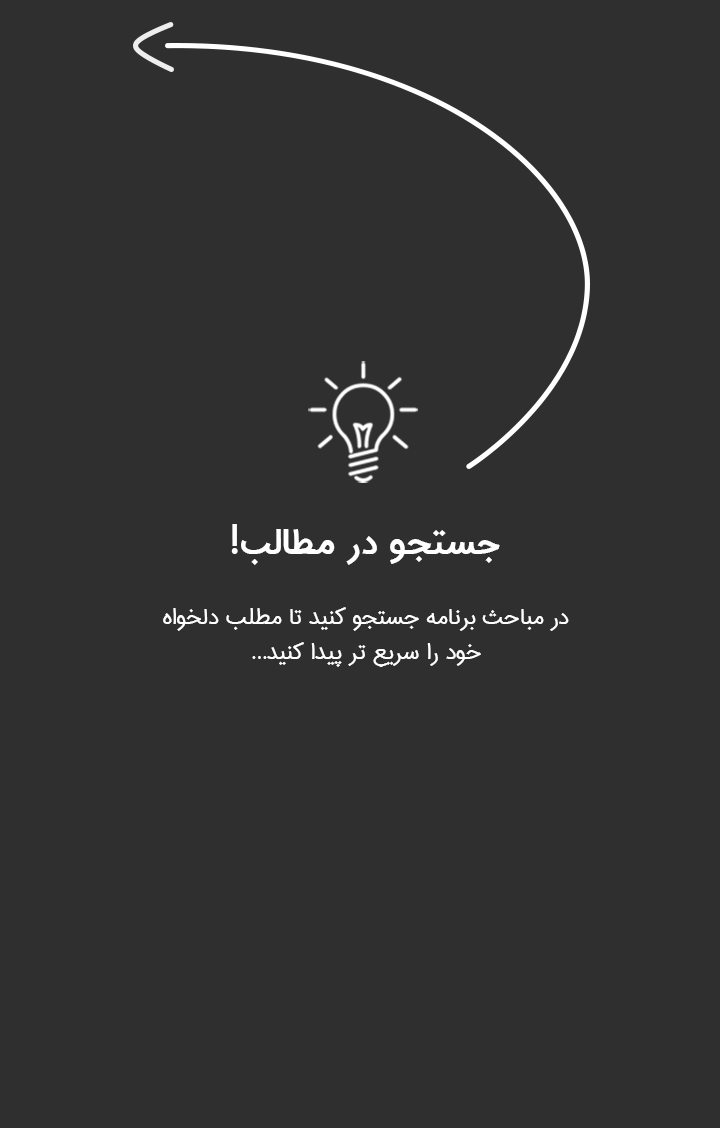 جستجو در مطالب!
در مباحث برنامه جستجو کنید تا مطلب دلخواه
خود را سریع تر پیدا کنید...